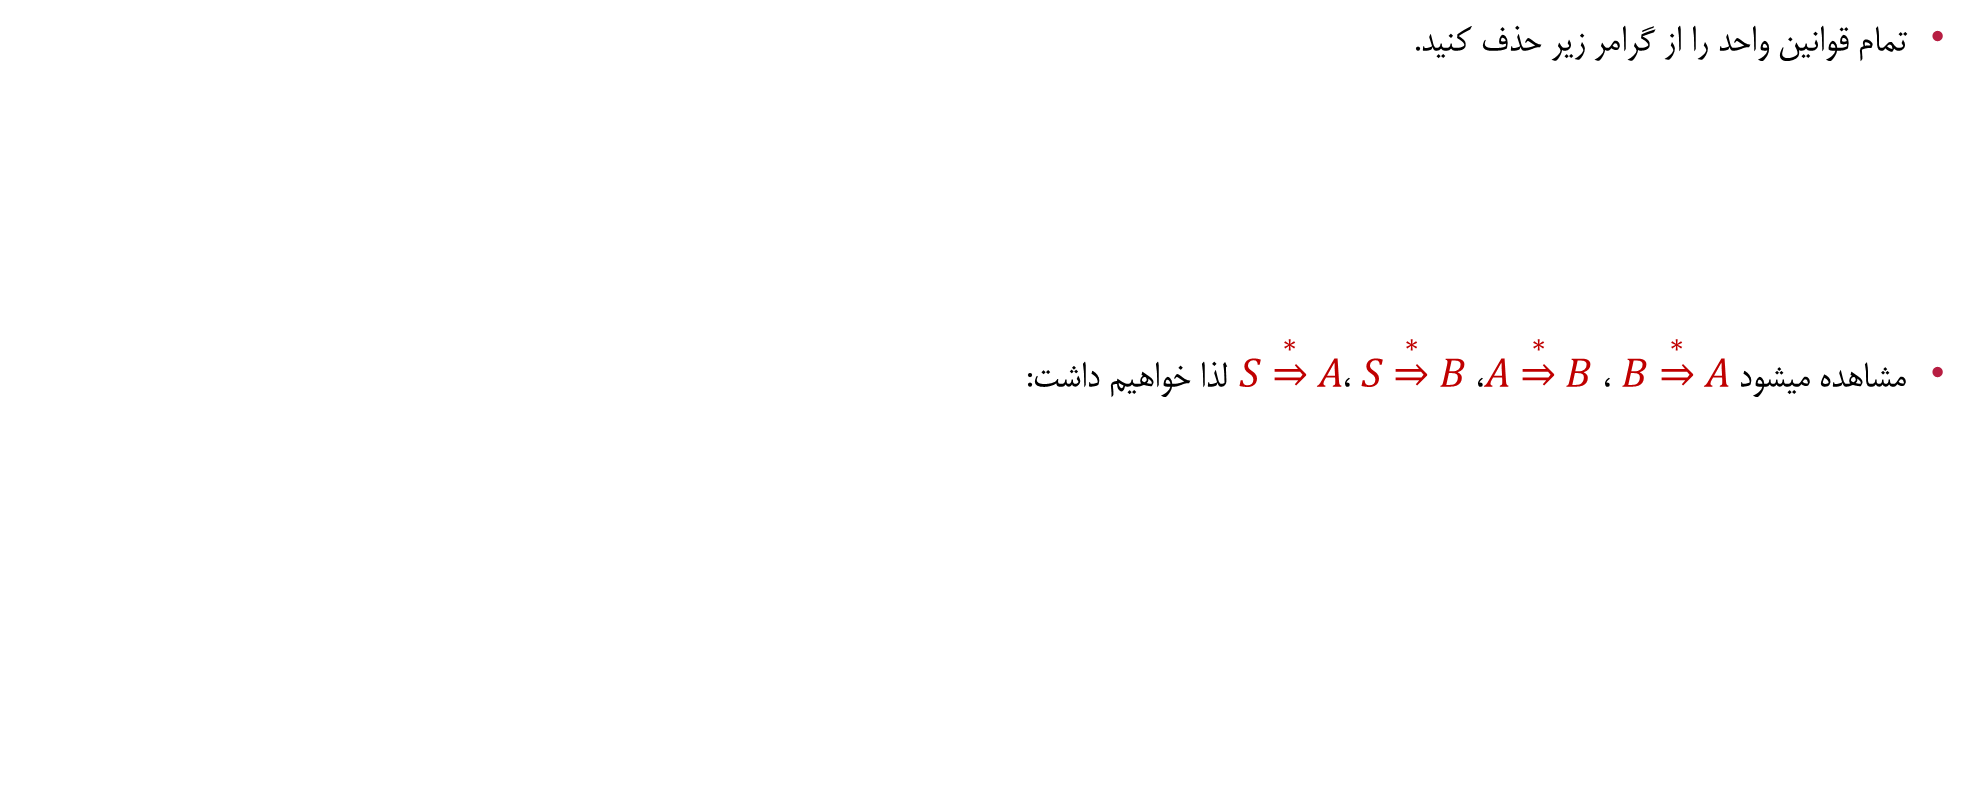 • تمام قوانین واحد را از گرامر زیر حذف کنید.
• مشاهده میشود B ⇒* A ، A ⇒* B، S ⇒* B ،S ⇒* A لذا خواهیم داشت: